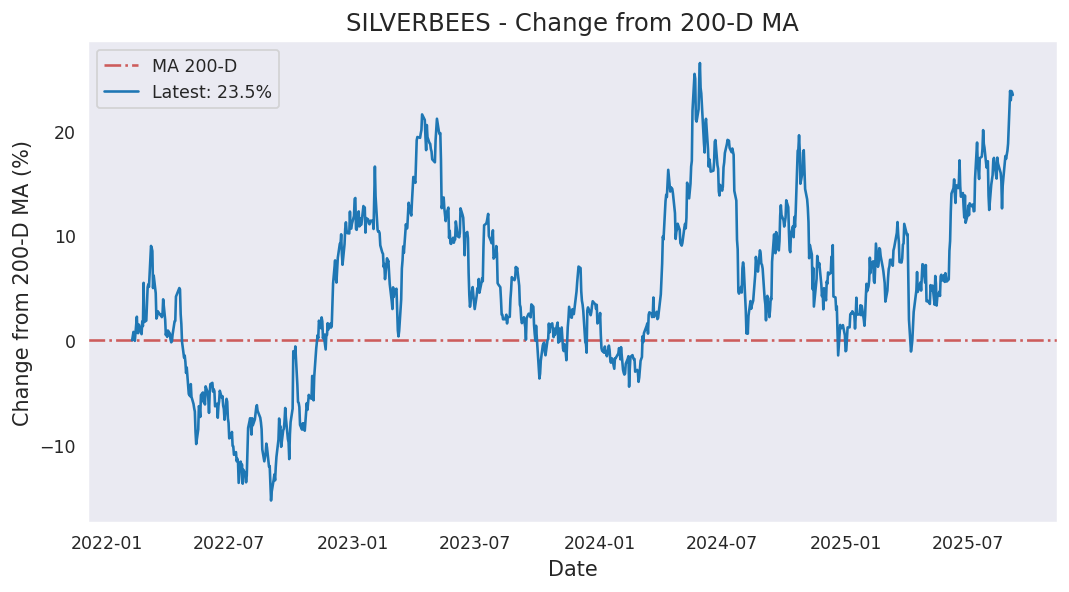 SILVERBEES - Change from 200-D MA
MA 200-D
Latest: 23.5%
Change from 200-D MA (%)
20
10
0
−10
2022-01
2022-07
2023-01
2023-07
2024-01
2024-07
2025-01
2025-07
Date